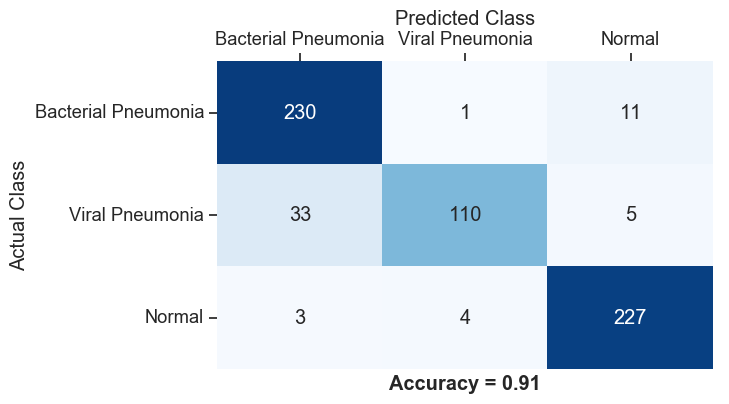 Predicted Class
Bacterial Pneumonia Viral Pneumonia Normal
Bacterial Pneumonia 230 1 11
Actual Class
Viral Pneumonia 33 110 5
Normal 3 4 227
Accuracy = 0.91